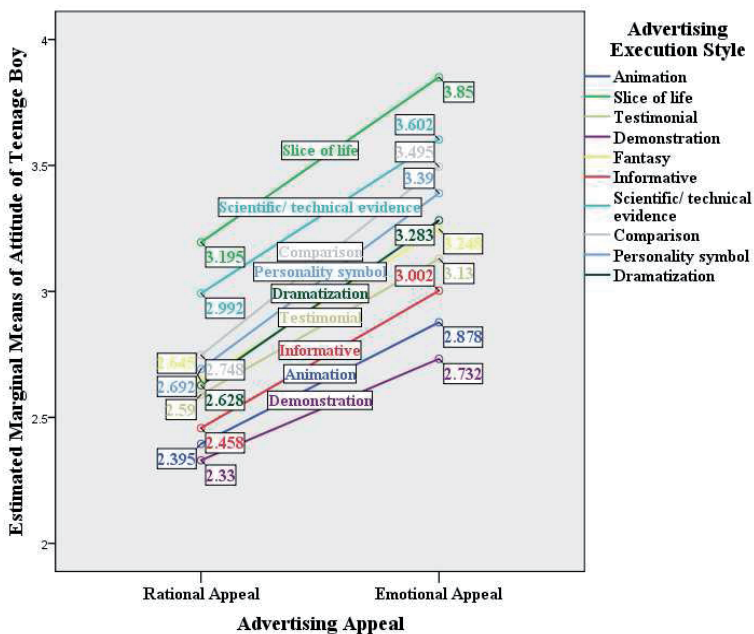 Estimated Marginal Means of Attitude of Teenage Boy
4
3.5
3
2.5
2
3.85
3.602
3.495
3.39
Slice of life
Scientific/ technical evidence
3.195
3.283
3.248
Comparison
Personality symbol
3.002
3.13
Dramatization
2.992
Testimonial
2.878
Informative
2.645
2.748
Animation
2.692
2.732
2.628
Demonstration
2.59
2.458
2.395
2.33
Rational Appeal
Emotional Appeal
Advertising Appeal
Advertising
Execution Style
Animation
Slice of life
Testimonial
Demonstration
Fantasy
Informative
Scientific/ technical
evidence
Comparison
Personality symbol
Dramatization